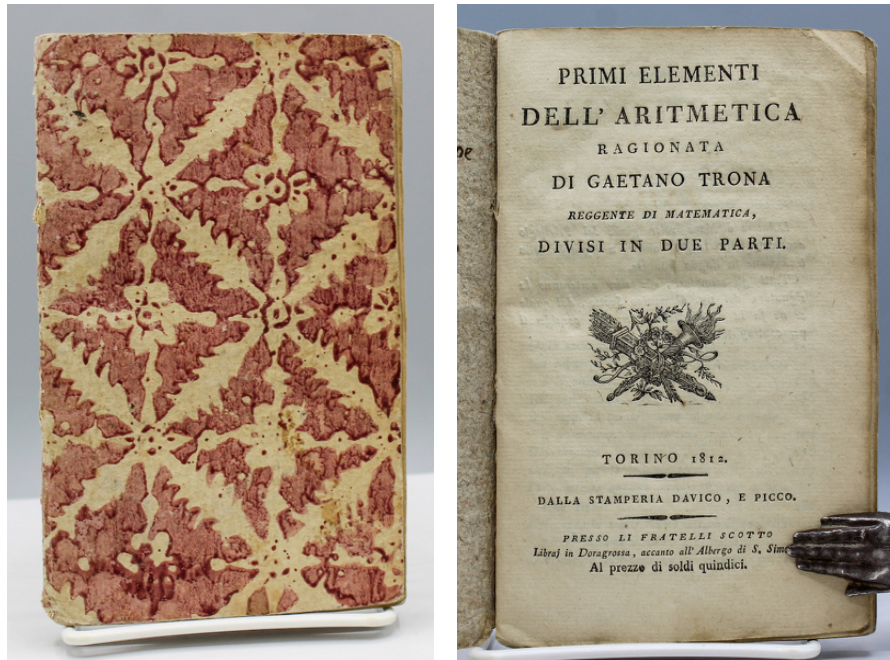 PRIMI ELEMENTI
DELL' ARITMETICA
RAGIONATA
DI GAETANO TRONA
REGGENTE DI MATEMATICA,
DIVISI IN DUE PARTI.
TORINO 1812.
DALLA STAMPERIA DAVICO, E PICCO.
PRESSO LI FRATELLI SCOTTO
Libraj in Doragrossa, accanto all' Albergo di S.
Al prezzo di soldi quindici.